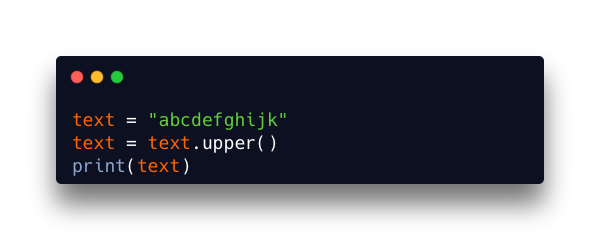 text = "abcdefghijk"
text = text.upper()
print(text)